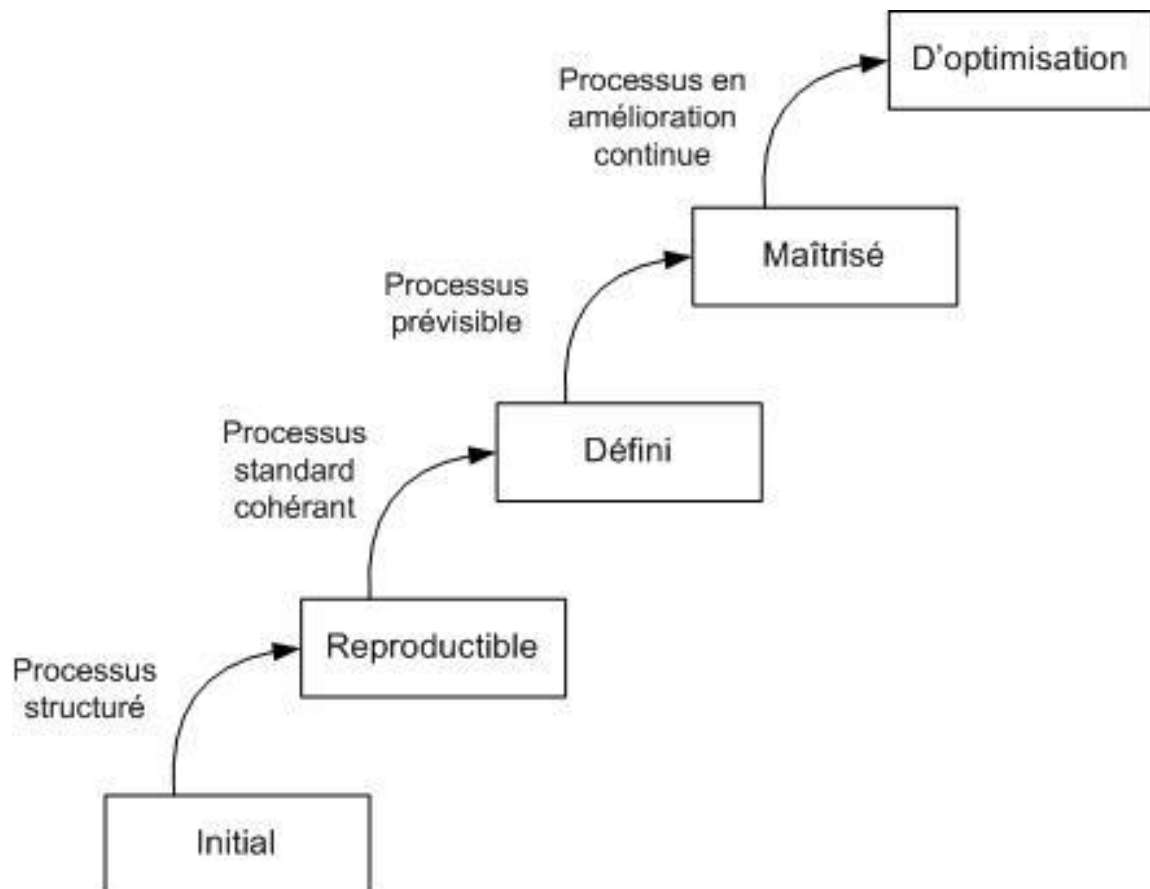 D'optimisation
Processus en
amélioration
continue
Maîtrisé
Processus
prévisible
Défini
Processus
standard
cohérant
Reproductible
Processus
structuré
Initial